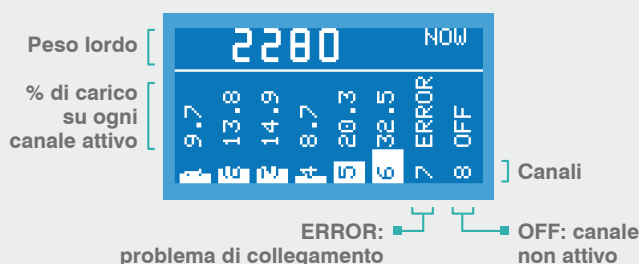 Peso lordo
2280 NOW
% di carico
su ogni
canale attivo
9.7 13.8 14.9 8.7 20.3 32.5 ERROR OFF
1 2 3 4 5 6 7 8
Canali
ERROR:
problema di collegamento
OFF: canale
non attivo